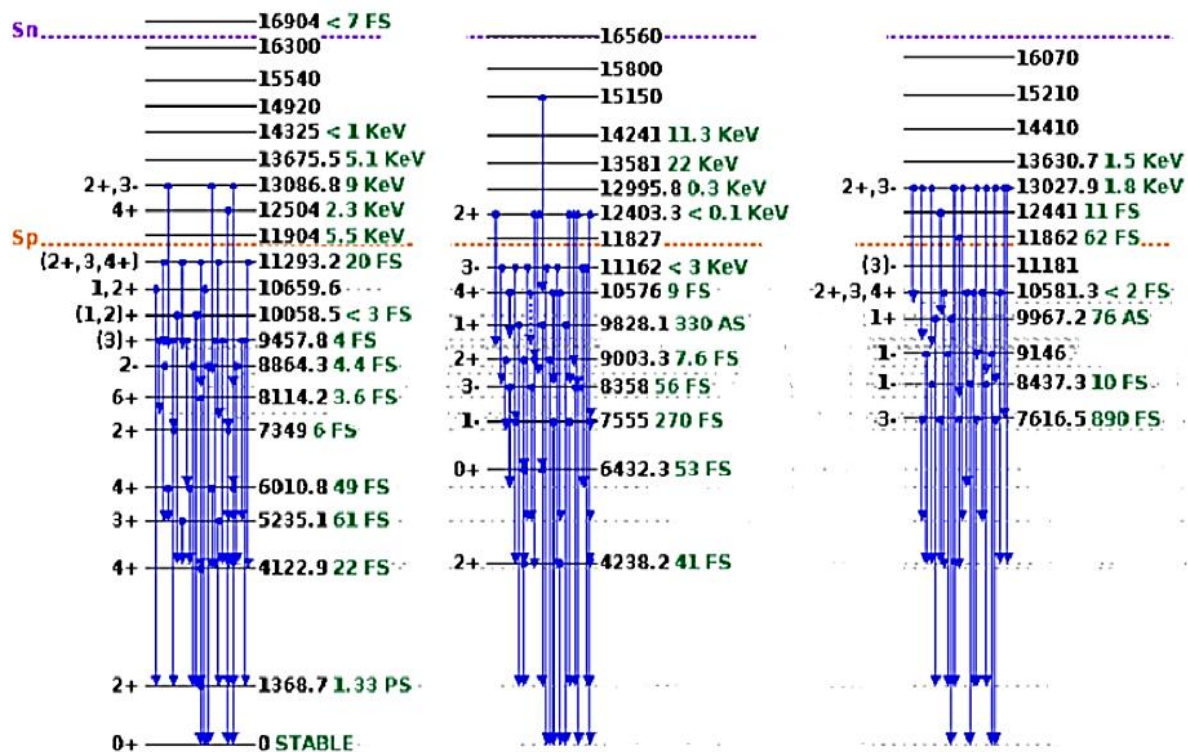 Sn
16904 < 7 FS
16300
15540
14920
14325 < 1 KeV
13675.5 5.1 KeV
2+,3- 13086.8 9 KeV
4+ 12504 2.3 KeV
11904 5.5 KeV
Sp
(2+,3,4+) 11293.2 20 FS
1,2+ 10659.6
(1,2)+ 10058.5 < 3 FS
(3)+ 9457.8 4 FS
2- 8864.3 4.4 FS
6+ 8114.2 3.6 FS
2+ 7349 6 FS
4+ 6010.8 49 FS
3+ 5235.1 61 FS
4+ 4122.9 22 FS
2+ 1368.7 1.33 PS
0+ 0 STABLE
16560
15800
15150
14241 11.3 KeV
13581 22 KeV
12995.8 0.3 KeV
2+ 12403.3 < 0.1 KeV
11827
3- 11162 < 3 KeV
4+ 10576 9 FS
1+ 9828.1 330 AS
2+ 9003.3 7.6 FS
3- 8358 56 FS
1- 7555 270 FS
0+ 6432.3 53 FS
2+ 4238.2 41 FS
16070
15210
14410
13630.7 1.5 KeV
2+,3- 13027.9 1.8 KeV
12441 11 FS
11862 62 FS
(3)- 11181
2+,3,4+ 10581.3 < 2 FS
1+ 9967.2 76 AS
1- 9146
1- 8437.3 10 FS
3- 7616.5 890 FS